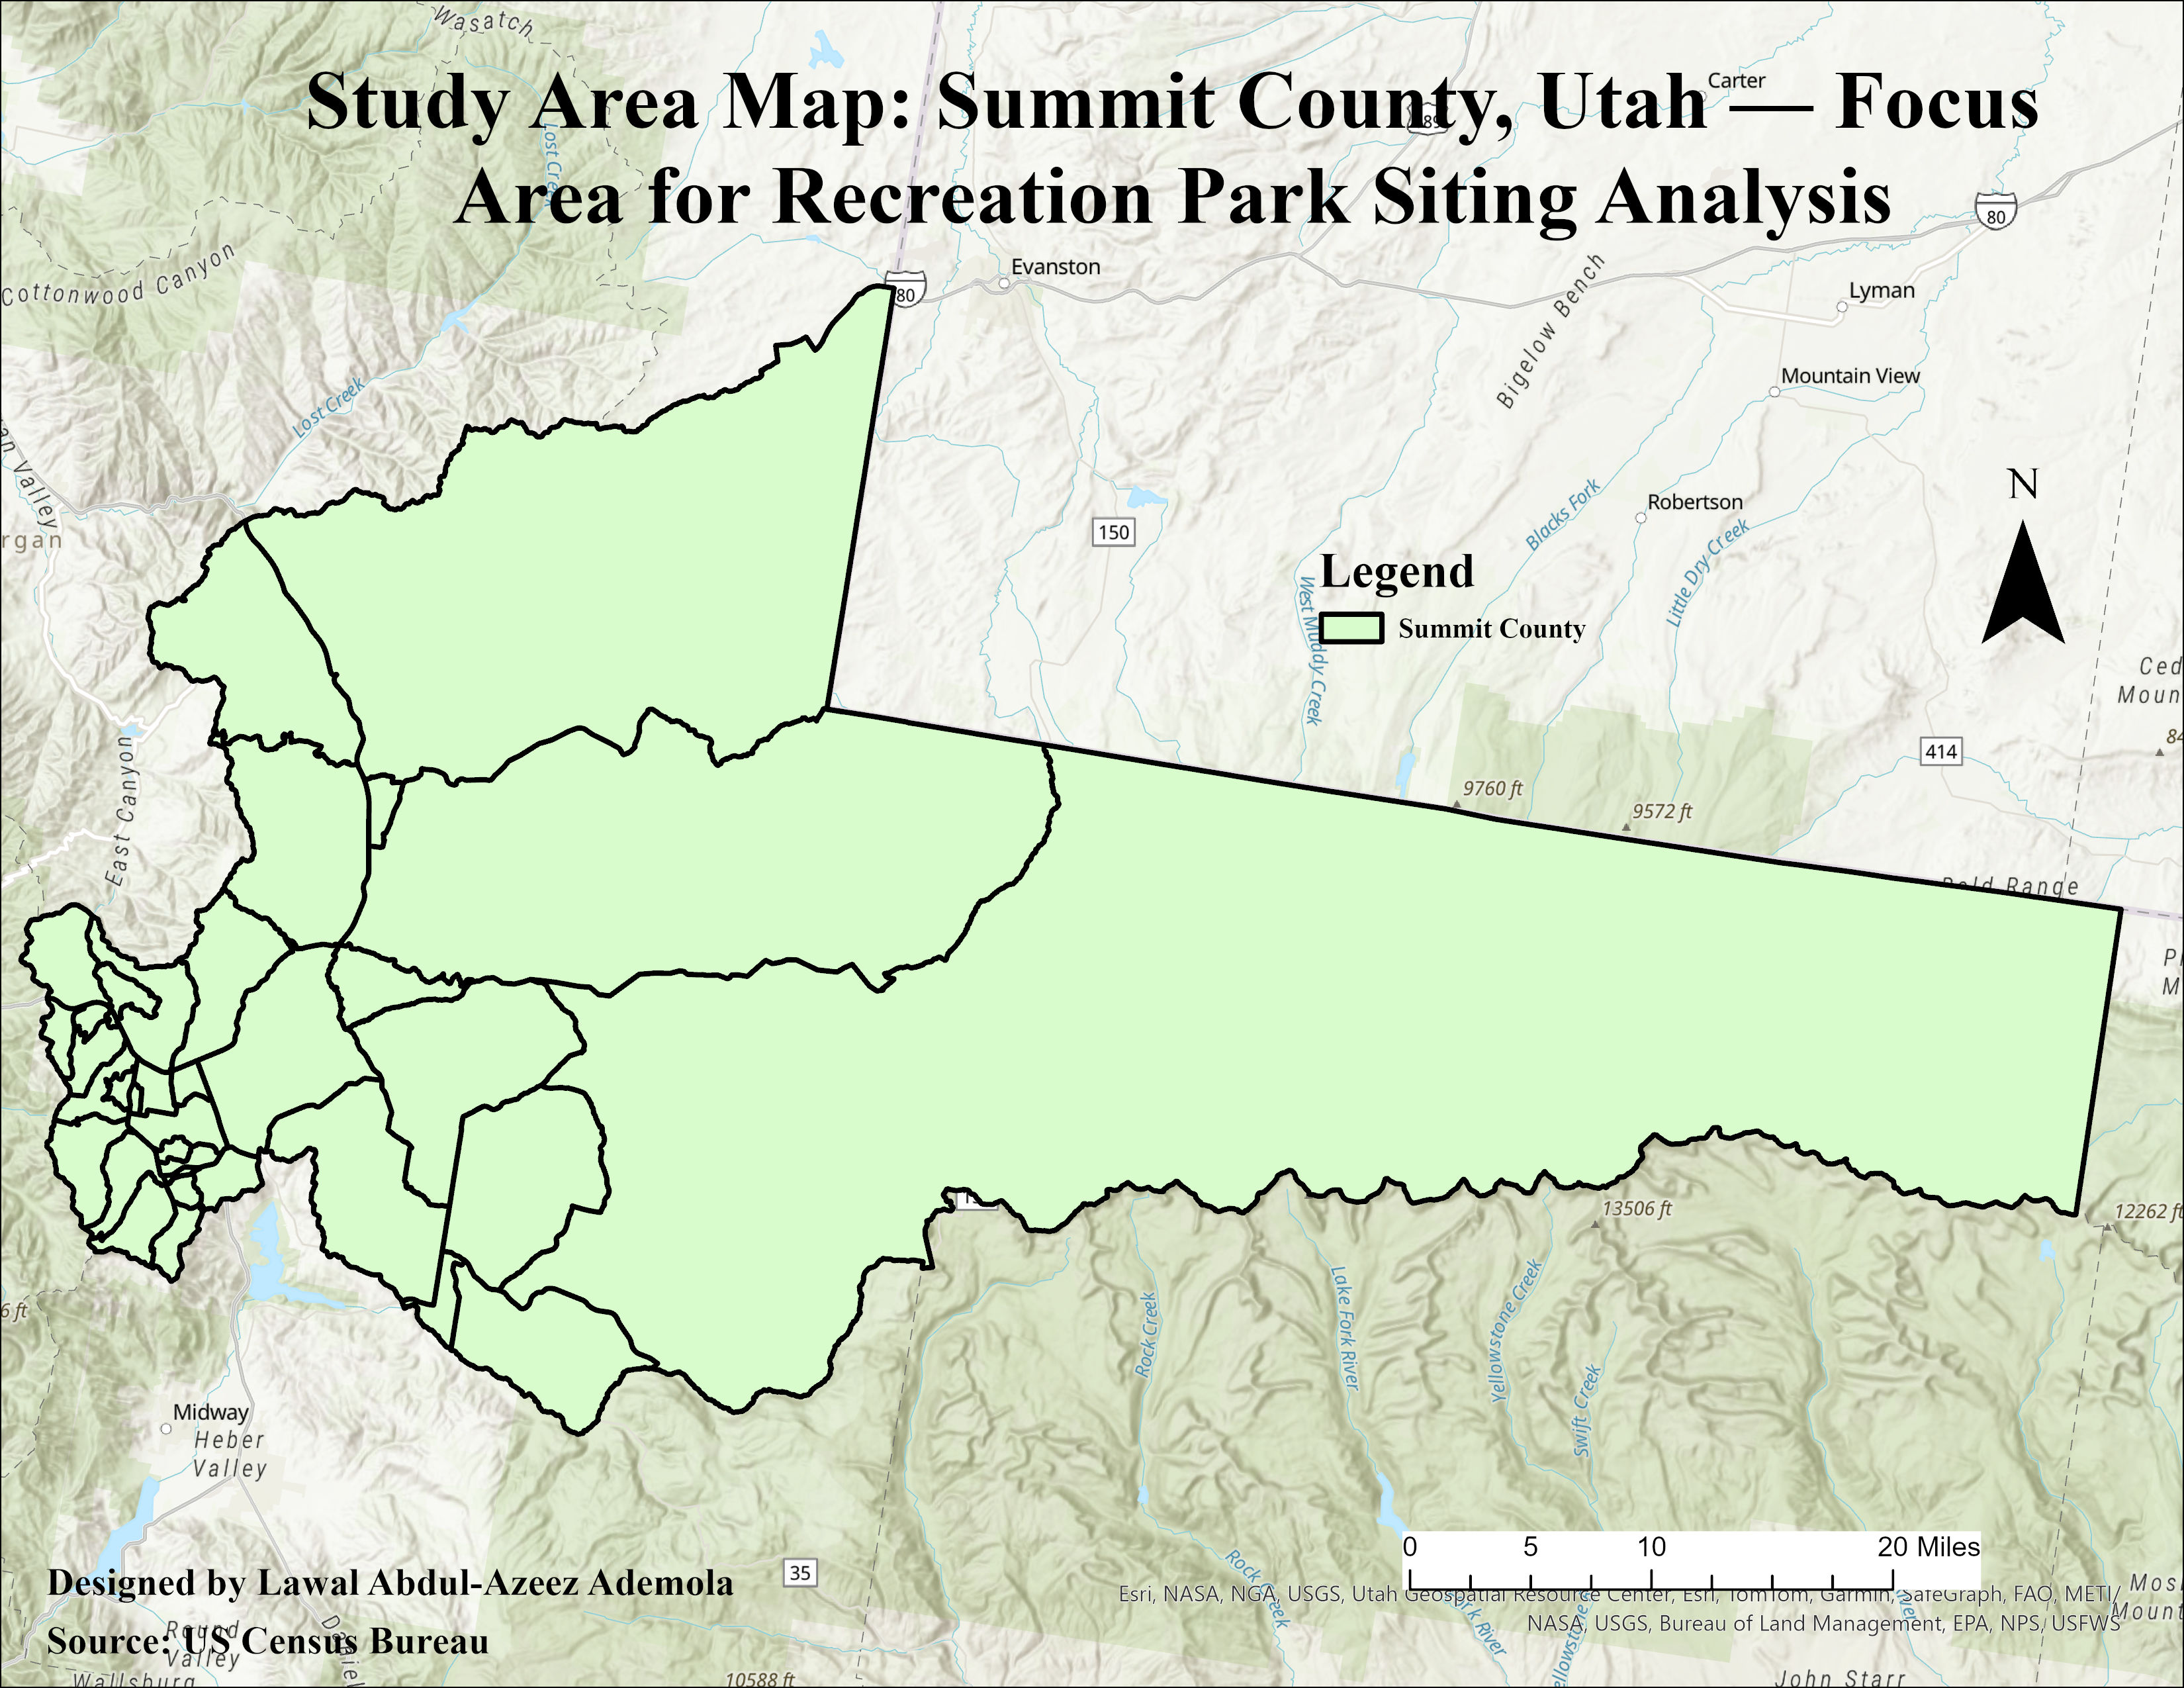 Wasatch
Study Area Map: Summit County, Utah — Focus
Area for Recreation Park Siting Analysis
Carter
89
Lost Creek
80
Cottonwood Canyon
Evanston
80
Lyman
Bigelow Bench
Mountain View
Lost Creek
N
Robertson
Blacks Fork
150
Little Dry Creek
Legend
Summit County
West Muddy Creek
414
East Canyon
9760 ft
9572 ft
Range
13506 ft
12262 ft
Rock Creek
Lake Fork River
Yellowstone Creek
Swift Creek
Midway
Heber
Valley
0 5 10 20 Miles
Rock Creek
35
Designed by Lawal Abdul-Azeez Ademola
Esri, NASA, NGA, USGS, Utah Geospatial Resource Center, Esri, TomTom, Garmin, SafeGraph, FAO, METI/
NASA, USGS, Bureau of Land Management, EPA, NPS, USFWS
Round
Valley
Source: US Census Bureau
Wallsburg
10588 ft
John Starr